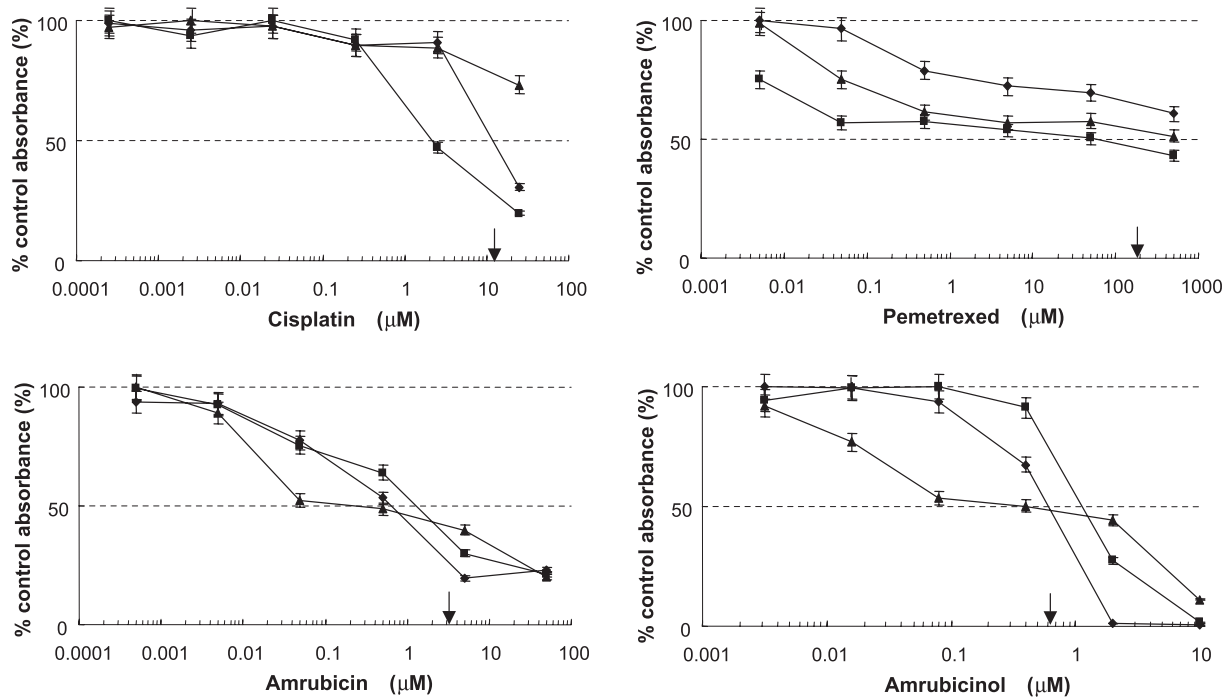 % control absorbance (%)
100
50
0
0.0001 0.001 0.01 0.1 1 10 100
Cisplatin (μM)
% control absorbance (%)
100
50
0
0.001 0.01 0.1 1 10 100 1000
Pemetrexed (μM)
% control absorbance (%)
100
50
0
0.0001 0.001 0.01 0.1 1 10 100
Amrubicin (μM)
% control absorbance (%)
100
50
0
0.001 0.01 0.1 1 10
Amrubicinol (μM)